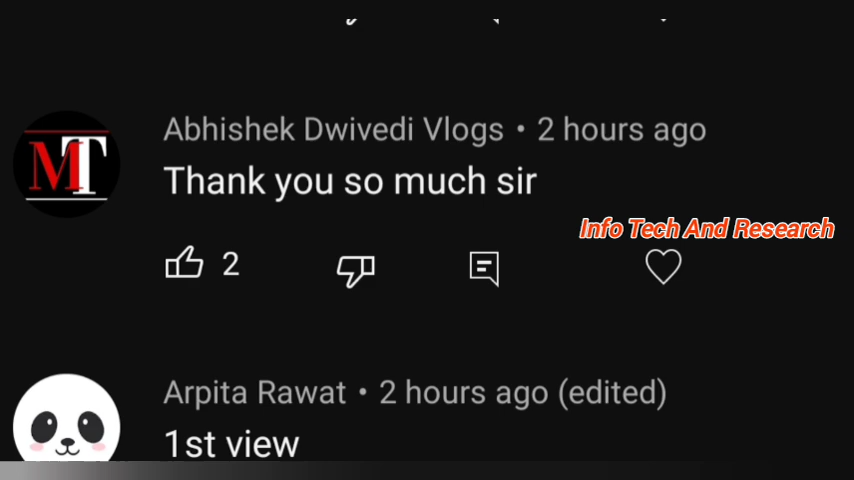 Abhishek Dwivedi Vlogs • 2 hours ago
MT
Thank you so much sir
Info Tech And Research
2
Arpita Rawat • 2 hours ago (edited)
1st view